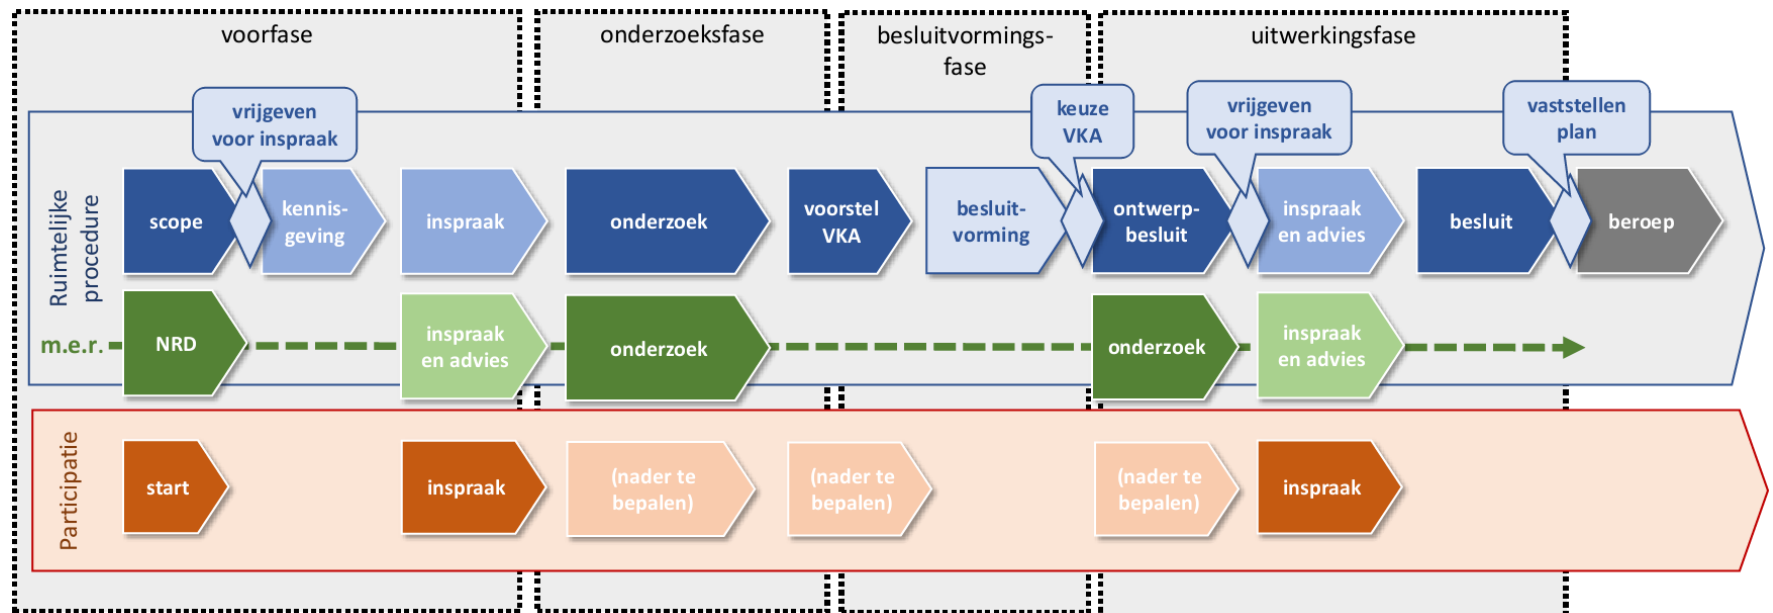 voorfase
onderzoeksfase
besluitvormings-
fase
uitwerkingsfase
vrijgeven
voor inspraak
keuze
VKA
vrijgeven
voor inspraak
vaststellen
plan
Ruimtelijke
procedure
scope
kennis-
geving
inspraak
onderzoek
voorstel
VKA
besluit-
vorming
ontwerp-
besluit
inspraak
en advies
besluit
beroep
m.e.r.
NRD
inspraak
en advies
onderzoek
onderzoek
inspraak
en advies
Participatie
start
inspraak
(nader te
bepalen)
(nader te
bepalen)
(nader te
bepalen)
inspraak